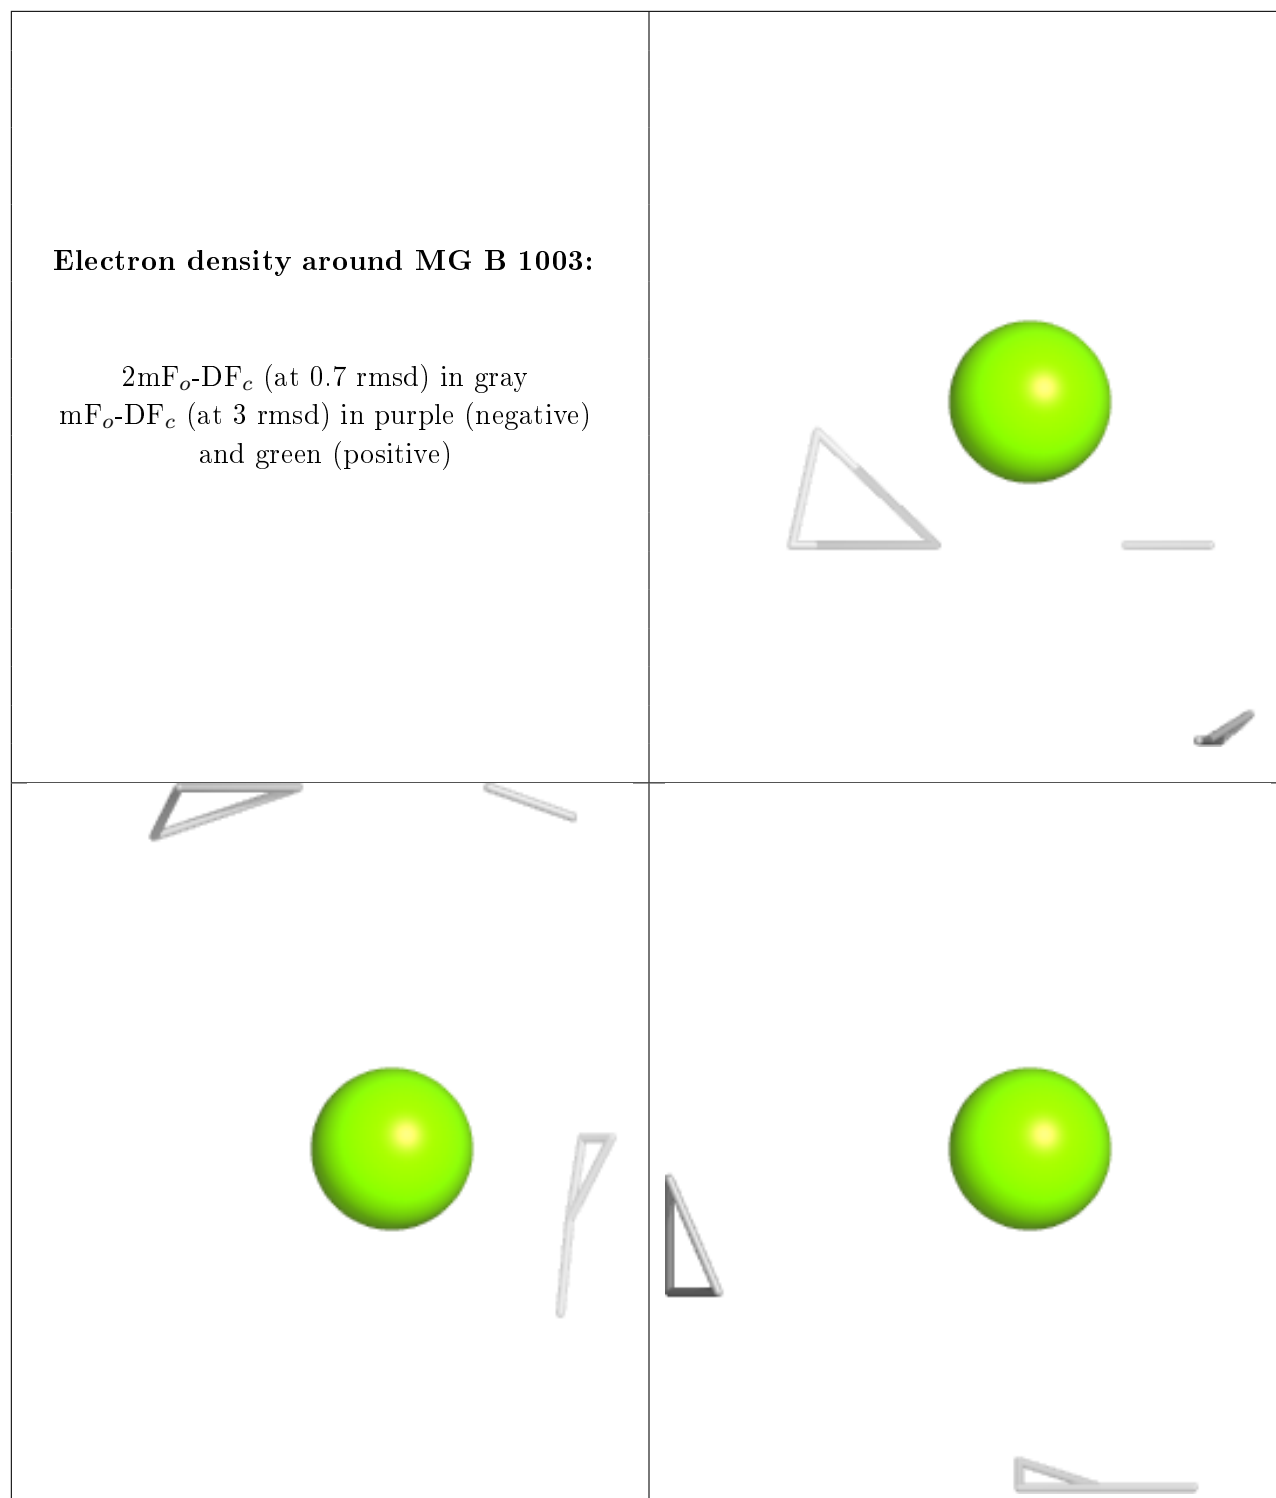 Electron density around MG B 1003:
2mFo-DFc (at 0.7 rmsd) in gray
mFo-DFc (at 3 rmsd) in purple (negative)
and green (positive)